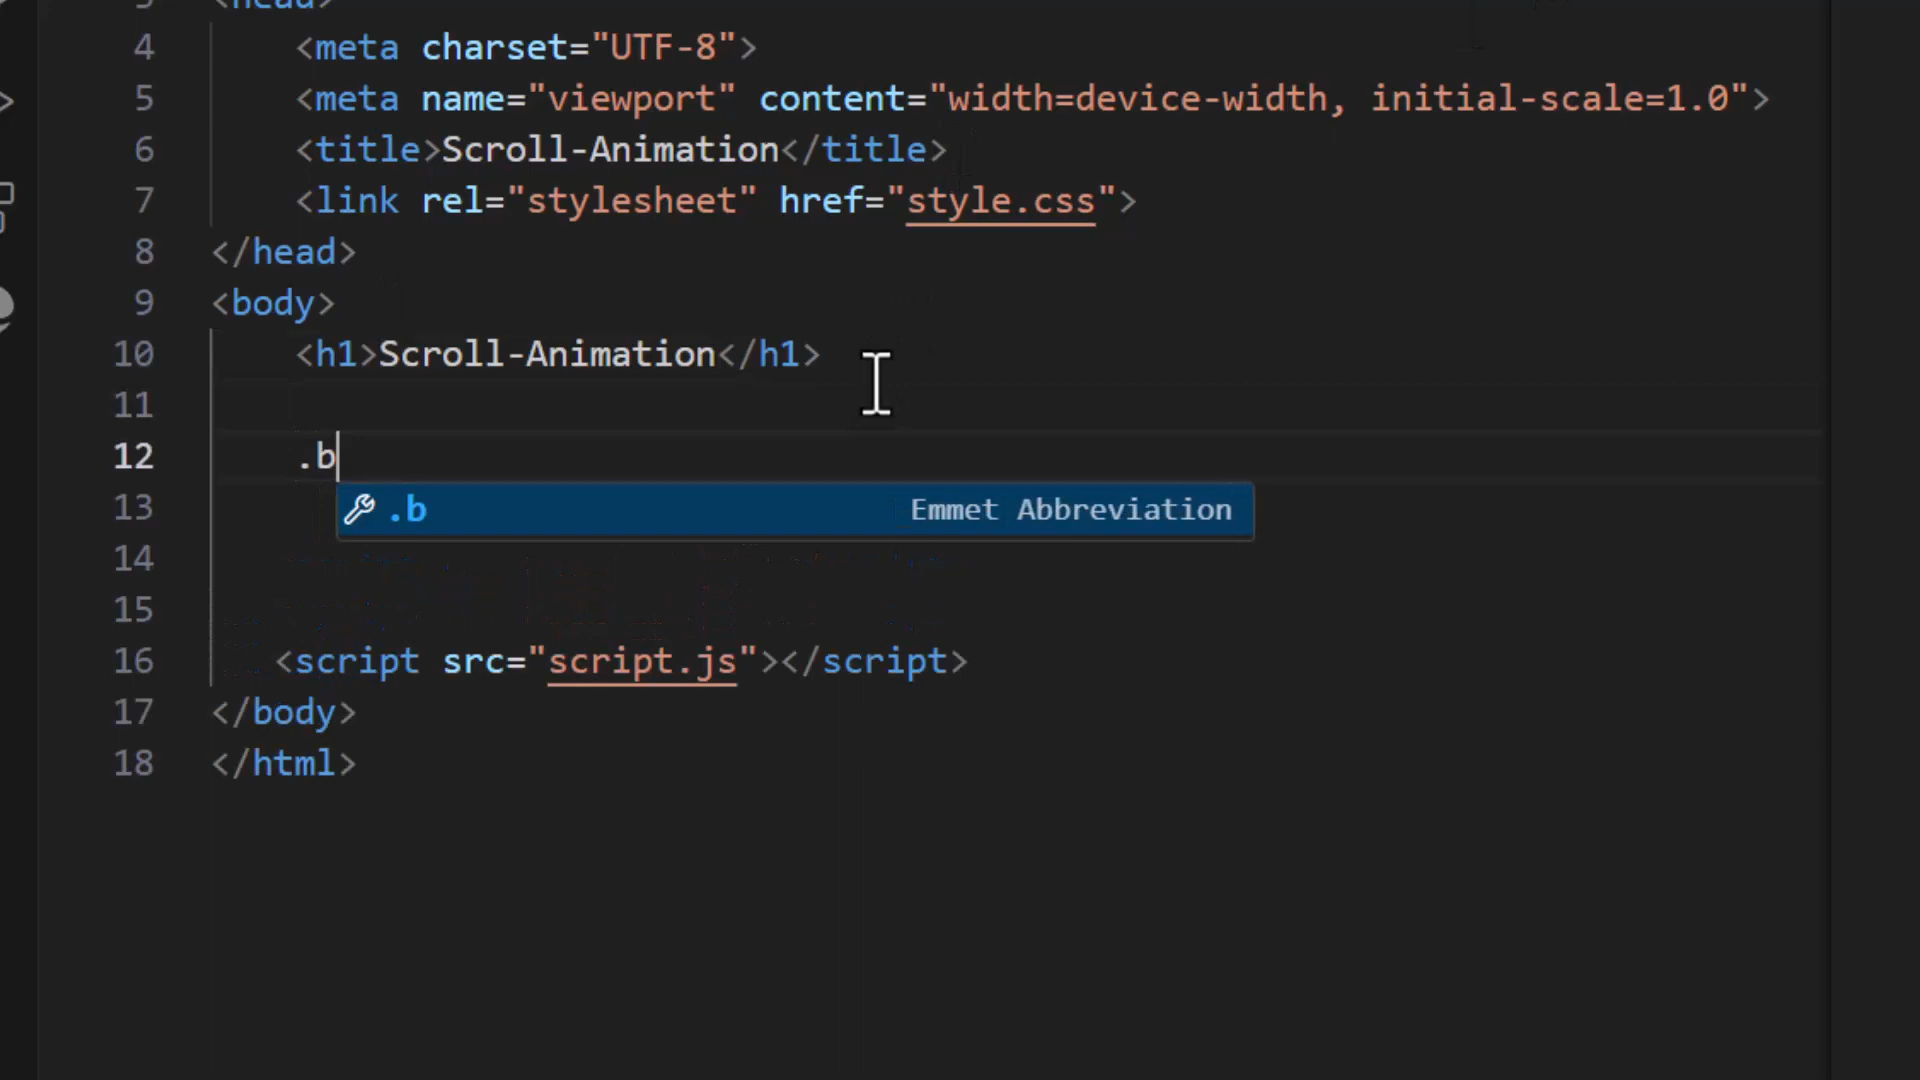 3 <head>
4 <meta charset="UTF-8">
5 <meta name="viewport" content="width=device-width, initial-scale=1.0">
6 <title>Scroll-Animation</title>
7 <link rel="stylesheet" href="style.css">
8 </head>
9 <body>
10 <h1>Scroll-Animation</h1>
11
12 .b
13 .b Emmet Abbreviation
14
15
16 <script src="script.js"></script>
17 </body>
18 </html>